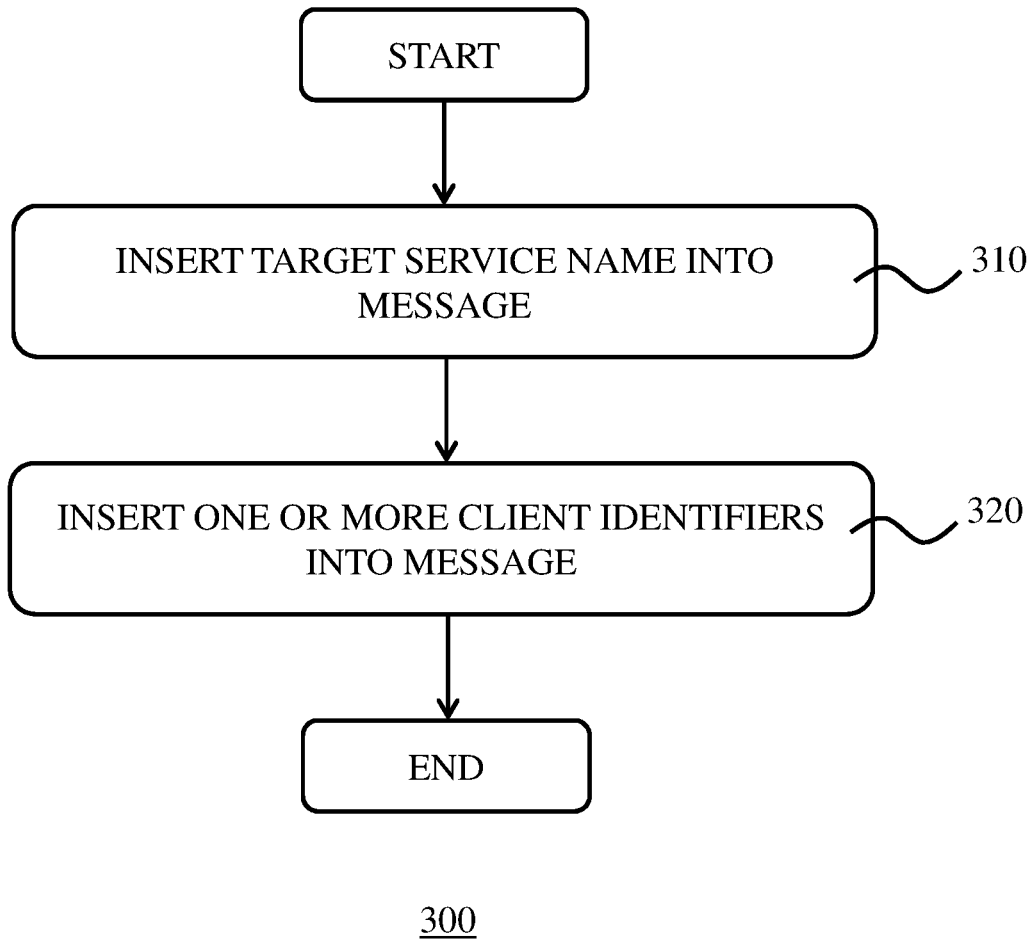 START
INSERT TARGET SERVICE NAME INTO
MESSAGE
310
INSERT ONE OR MORE CLIENT IDENTIFIERS
INTO MESSAGE
320
END
300